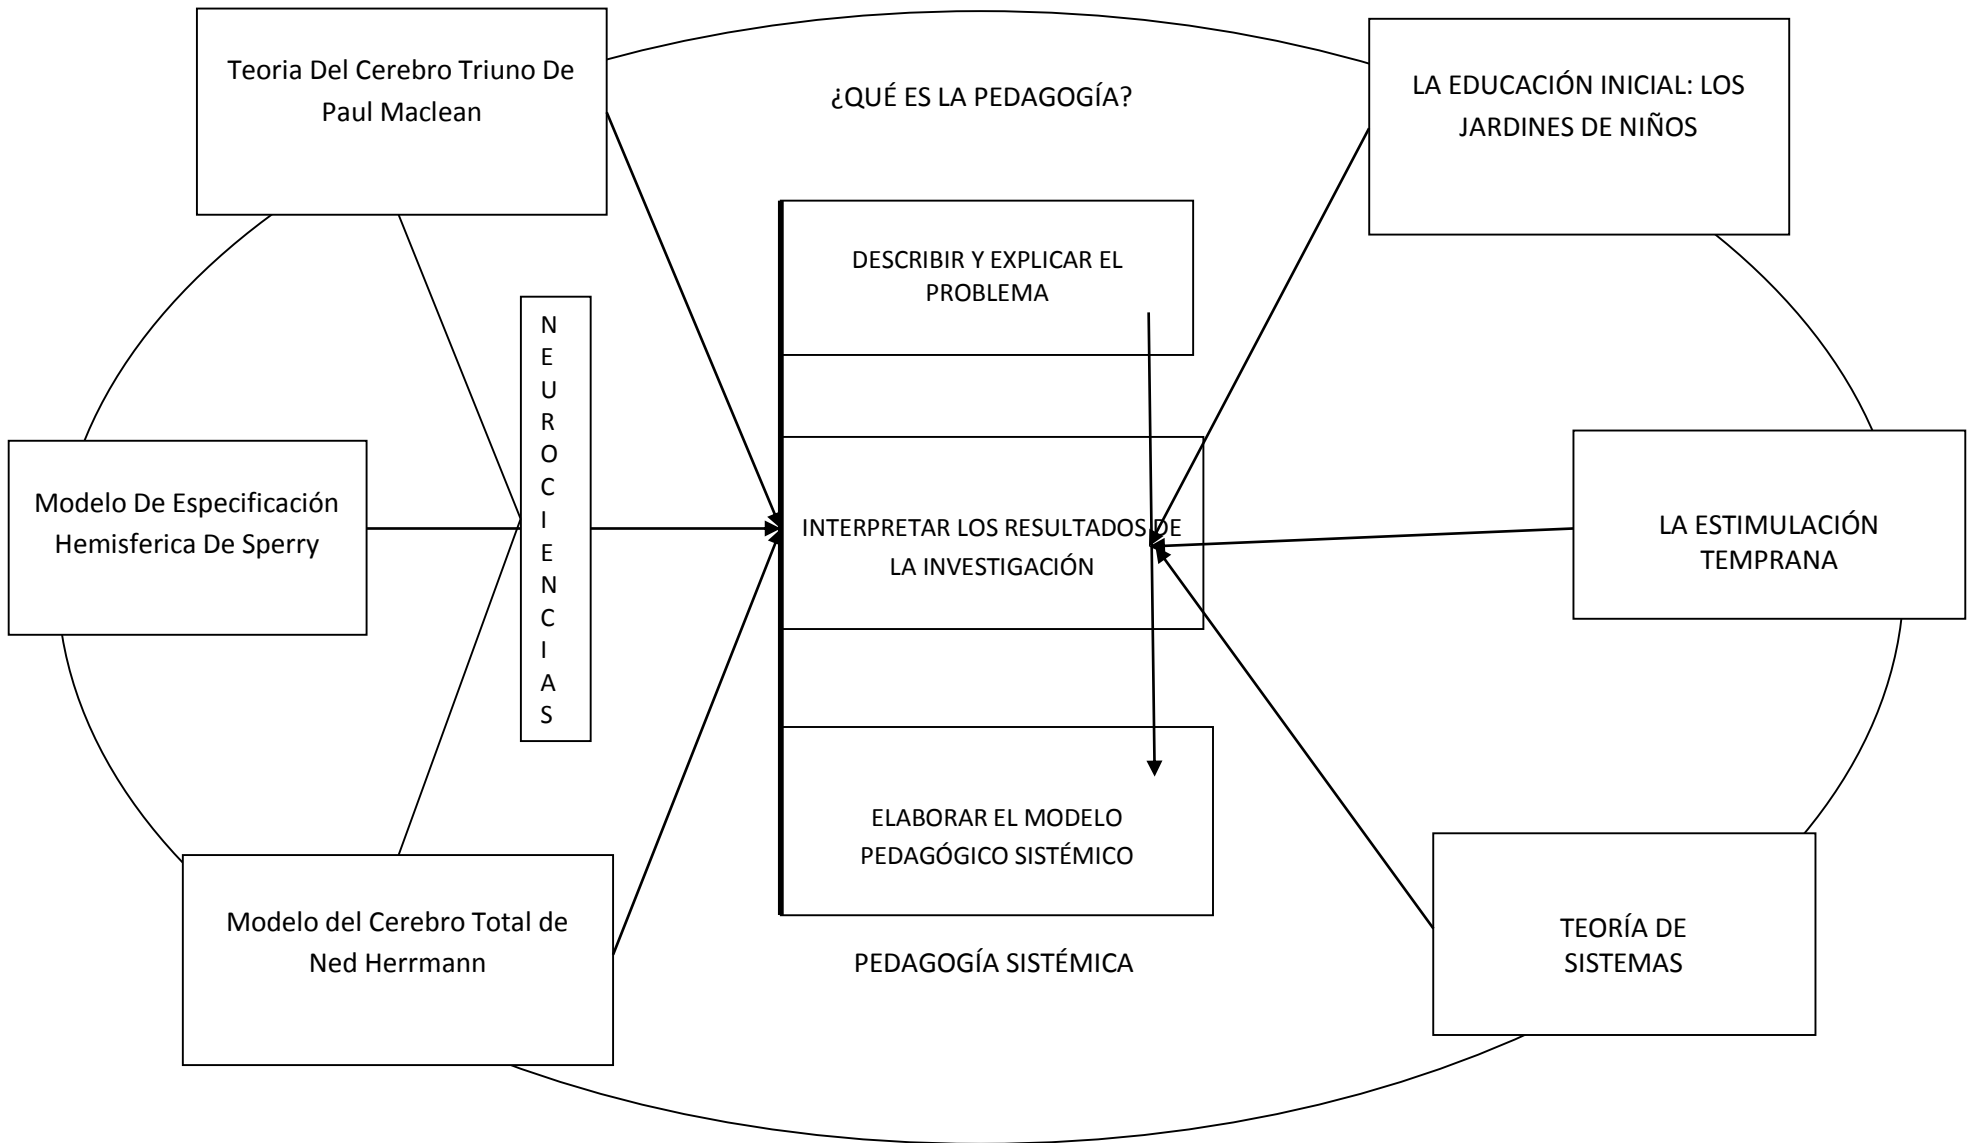 Teoria Del Cerebro Triuno De
Paul Maclean
¿QUÉ ES LA PEDAGOGÍA?
LA EDUCACIÓN INICIAL: LOS
JARDINES DE NIÑOS
DESCRIBIR Y EXPLICAR EL
PROBLEMA
N
E
U
R
O
C
I
E
N
C
I
A
S
Modelo De Especificación
Hemisferica De Sperry
INTERPRETAR LOS RESULTADOS DE
LA INVESTIGACIÓN
LA ESTIMULACIÓN
TEMPRANA
ELABORAR EL MODELO
PEDAGÓGICO SISTÉMICO
Modelo del Cerebro Total de
Ned Herrmann
PEDAGOGÍA SISTÉMICA
TEORÍA DE
SISTEMAS